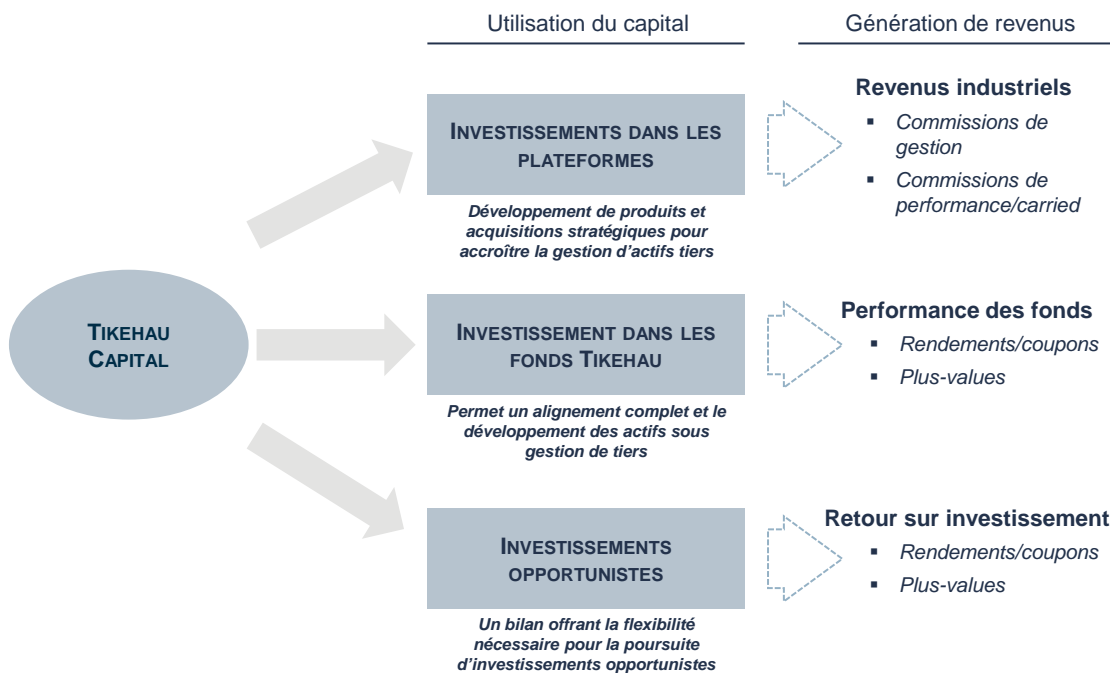 Utilisation du capital
Génération de revenus
TIKEHAU
CAPITAL
INVESTISSEMENTS DANS LES
PLATEFORMES
Développement de produits et
acquisitions stratégiques pour
accroître la gestion d'actifs tiers
Revenus industriels
▪ Commissions de
gestion
▪ Commissions de
performance/carried
INVESTISSEMENT DANS LES
FONDS TIKEHAU
Permet un alignement complet et le
développement des actifs sous
gestion de tiers
Performance des fonds
▪ Rendements/coupons
▪ Plus-values
INVESTISSEMENTS
OPPORTUNISTES
Un bilan offrant la flexibilité
nécessaire pour la poursuite
d'investissements opportunistes
Retour sur investissement
▪ Rendements/coupons
▪ Plus-values